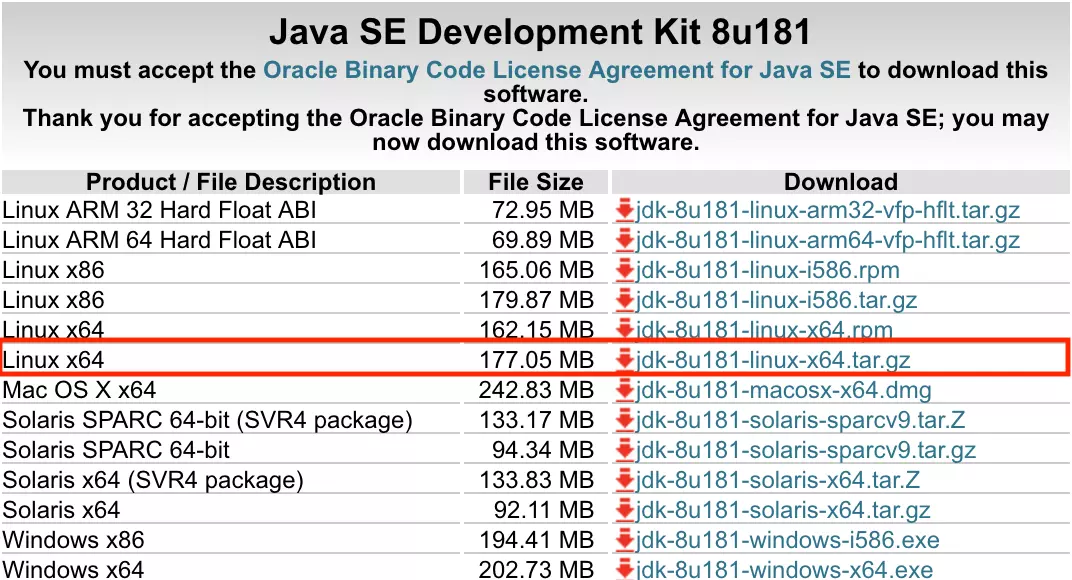 Java SE Development Kit 8u181
You must accept the Oracle Binary Code License Agreement for Java SE to download this
software.
Thank you for accepting the Oracle Binary Code License Agreement for Java SE; you may
now download this software.
Product / File Description File Size Download
Linux ARM 32 Hard Float ABI 72.95 MB jdk-8u181-linux-arm32-vfp-hflt.tar.gz
Linux ARM 64 Hard Float ABI 69.89 MB jdk-8u181-linux-arm64-vfp-hflt.tar.gz
Linux x86 165.06 MB jdk-8u181-linux-i586.rpm
Linux x86 179.87 MB jdk-8u181-linux-i586.tar.gz
Linux x64 162.15 MB jdk-8u181-linux-x64.rpm
Linux x64 177.05 MB jdk-8u181-linux-x64.tar.gz
Mac OS X x64 242.83 MB jdk-8u181-macosx-x64.dmg
Solaris SPARC 64-bit (SVR4 package) 133.17 MB jdk-8u181-solaris-sparcv9.tar.Z
Solaris SPARC 64-bit 94.34 MB jdk-8u181-solaris-sparcv9.tar.gz
Solaris x64 (SVR4 package) 133.83 MB jdk-8u181-solaris-x64.tar.Z
Solaris x64 92.11 MB jdk-8u181-solaris-x64.tar.gz
Windows x86 194.41 MB jdk-8u181-windows-i586.exe
Windows x64 202.73 MB jdk-8u181-windows-x64.exe